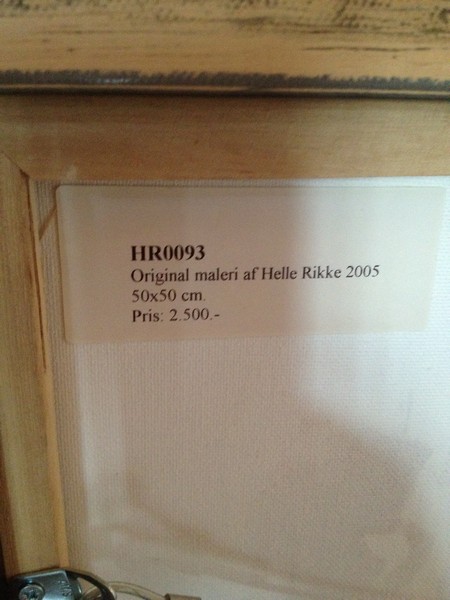 HR0093
Original maleri af Helle Rikke 2005
50x50 cm.
Pris: 2.500.-